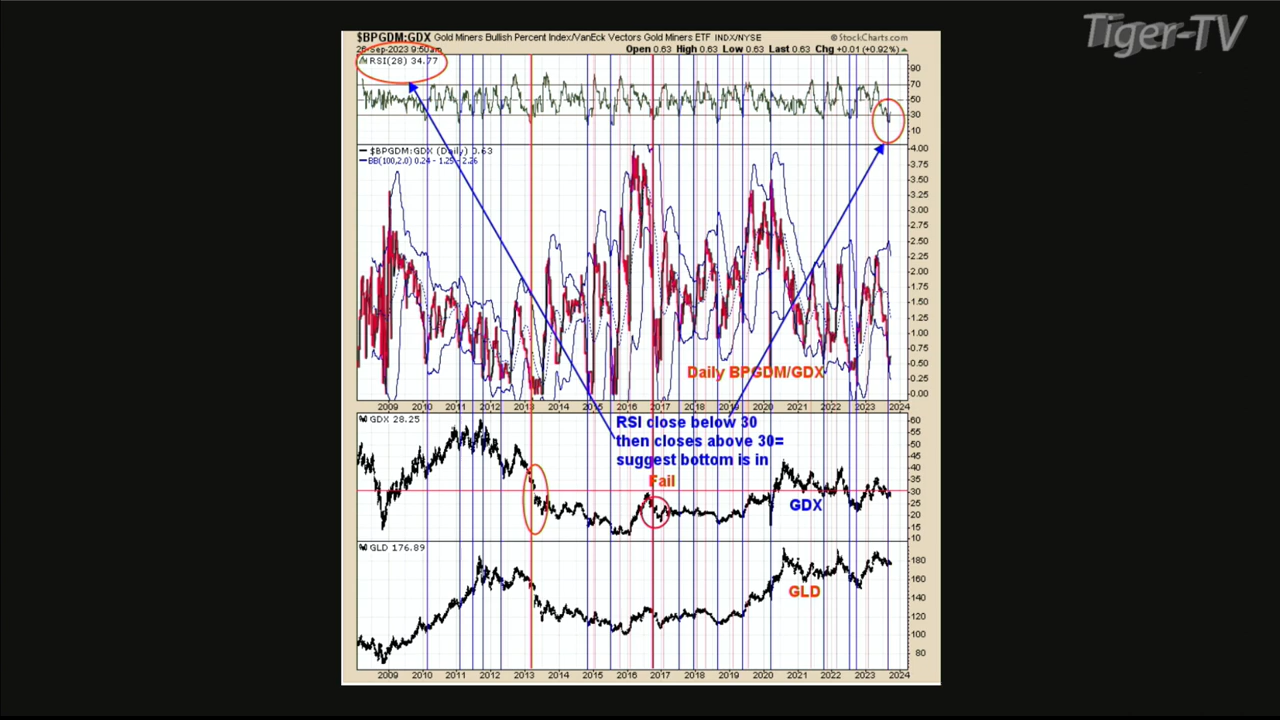 Tiger-TV
$BPGDM:GDX Gold Miners Bullish Percent Index/VanEck Vectors Gold Miners ETF INDX/NYSE
© StockCharts.com
26-Sep-2023 9:50am
Open 0.63 High 0.63 Low 0.63 Last 0.63 Chg +0.01 (+0.92%)
RSI(28) 34.77
90
70
50
30
10
$BPGDM:GDX (Daily) 0.63
BB(100,2.0) 0.24 - 1.25 - 2.26
4.00
3.75
3.50
3.25
3.00
2.75
2.50
2.25
2.00
1.75
1.50
1.25
1.00
0.75
0.50
0.25
0.00
Daily BPGDM/GDX
2009 2010 2011 2012 2013 2014 2015 2016 2017 2018 2019 2020 2021 2022 2023 2024
GDX 28.25
RSI close below 30
then closes above 30=
suggest bottom is in
Fail
GDX
60
55
50
45
40
35
30
25
20
15
10
GLD 176.89
GLD
180
160
140
120
100
80
2009 2010 2011 2012 2013 2014 2015 2016 2017 2018 2019 2020 2021 2022 2023 2024